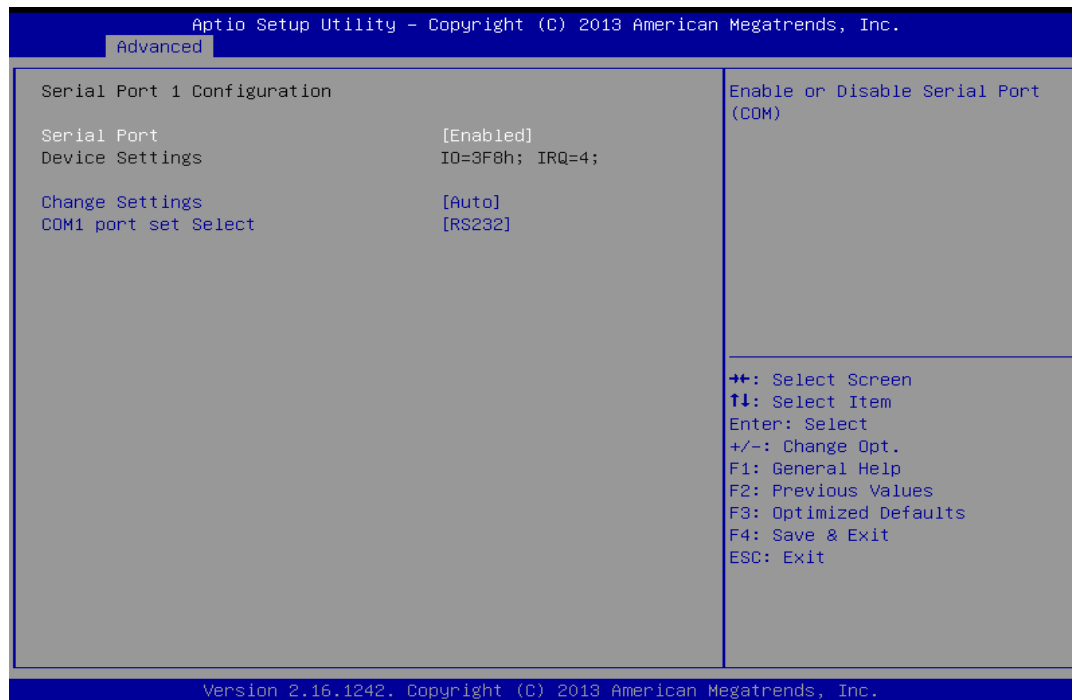 Aptio Setup Utility – Copyright (C) 2013 American Megatrends, Inc.
Advanced
Serial Port 1 Configuration
Serial Port [Enabled]
Device Settings IO=3F8h; IRQ=4;
Change Settings [Auto]
COM1 port set Select [RS232]
Enable or Disable Serial Port
(COM)
→←: Select Screen
↑↓: Select Item
Enter: Select
+/-: Change Opt.
F1: General Help
F2: Previous Values
F3: Optimized Defaults
F4: Save & Exit
ESC: Exit
Version 2.16.1242. Copyright (C) 2013 American Megatrends, Inc.